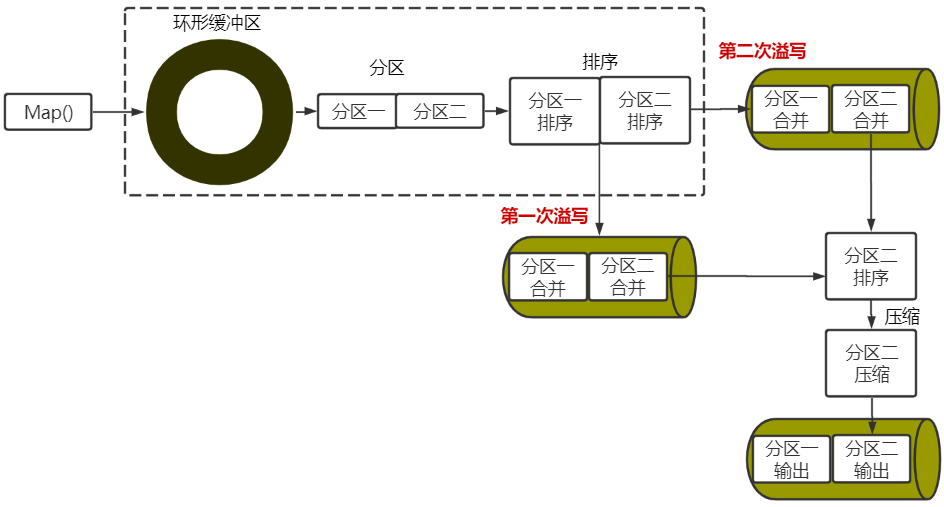 环形缓冲区
Map()
分区
分区一
分区二
排序
分区一
排序
分区二
排序
第二次溢写
分区一
合并
分区二
合并
第一次溢写
分区一
合并
分区二
合并
分区二
排序
压缩
分区二
压缩
分区一
输出
分区二
输出